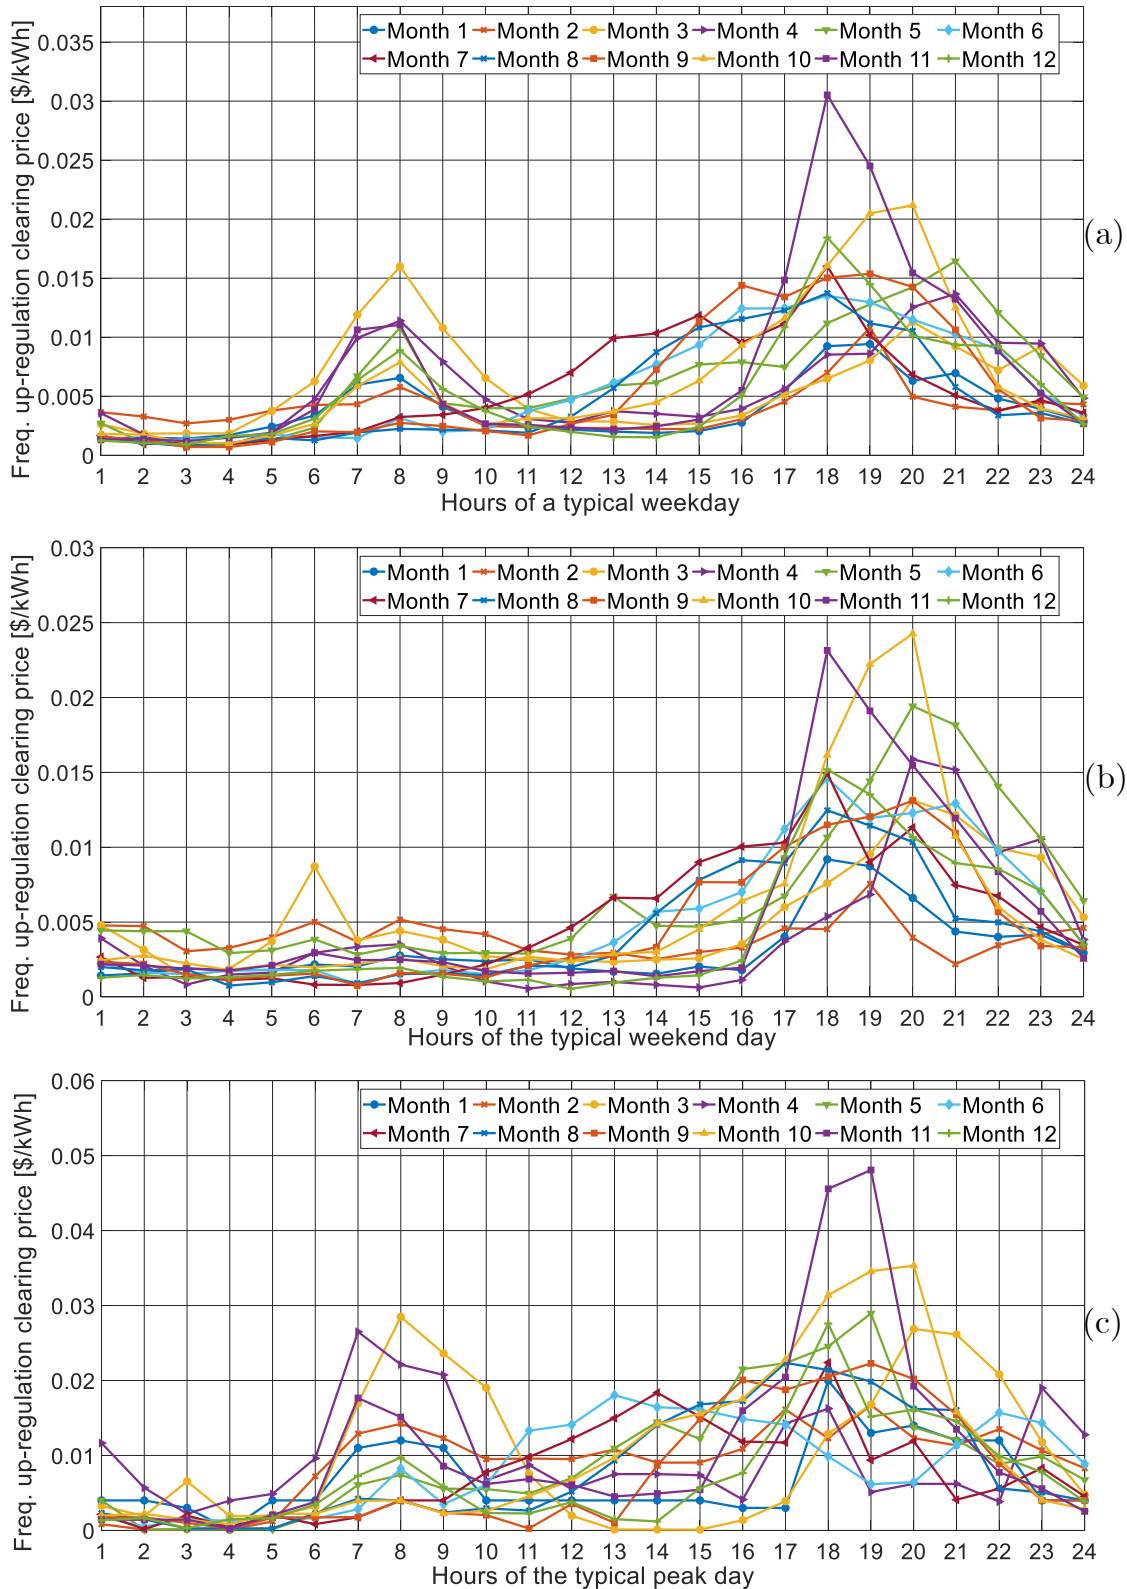 Freq. up-regulation clearing price [$/kWh]
0.035
0.03
0.025
0.02
0.015
0.01
0.005
0
Month 1 Month 2 Month 3 Month 4 Month 5 Month 6
Month 7 Month 8 Month 9 Month 10 Month 11 Month 12
1 2 3 4 5 6 7 8 9 10 11 12 13 14 15 16 17 18 19 20 21 22 23 24
Hours of a typical weekday
(a)
Freq. up-regulation clearing price [$/kWh]
0.03
0.025
0.02
0.015
0.01
0.005
0
Month 1 Month 2 Month 3 Month 4 Month 5 Month 6
Month 7 Month 8 Month 9 Month 10 Month 11 Month 12
1 2 3 4 5 6 7 8 9 10 11 12 13 14 15 16 17 18 19 20 21 22 23 24
Hours of the typical weekend day
(b)
Freq. up-regulation clearing price [$/kWh]
0.06
0.05
0.04
0.03
0.02
0.01
0
Month 1 Month 2 Month 3 Month 4 Month 5 Month 6
Month 7 Month 8 Month 9 Month 10 Month 11 Month 12
1 2 3 4 5 6 7 8 9 10 11 12 13 14 15 16 17 18 19 20 21 22 23 24
Hours of the typical peak day
(c)